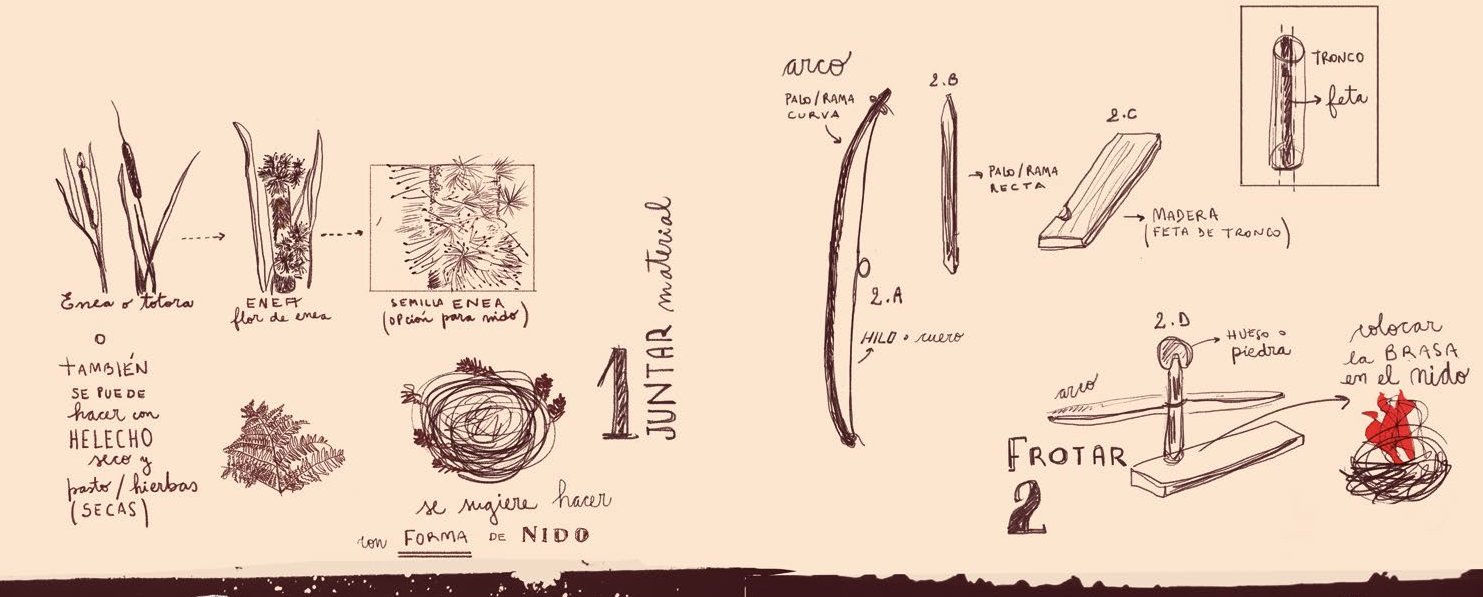 Enea o totora
ENEA
flor de enea
SEMILLA ENEA
(opción para nido)
O
TAMBIÉN
SE PUEDE
hacer con
HELECHO
seco y
pasto / hierbas
(SECAS)
se sugiere hacer
con FORMA DE NIDO
1
JUNTAR material
arco
PALO/RAMA
CURVA
2.A
HILO o cuero
2.B
PALO/RAMA
RECTA
2.C
MADERA
(FETA DE TRONCO)
TRONCO
feta
2.D
HUESO o
piedra
arco
FROTAR
2
colocar
la BRASA
en el nido